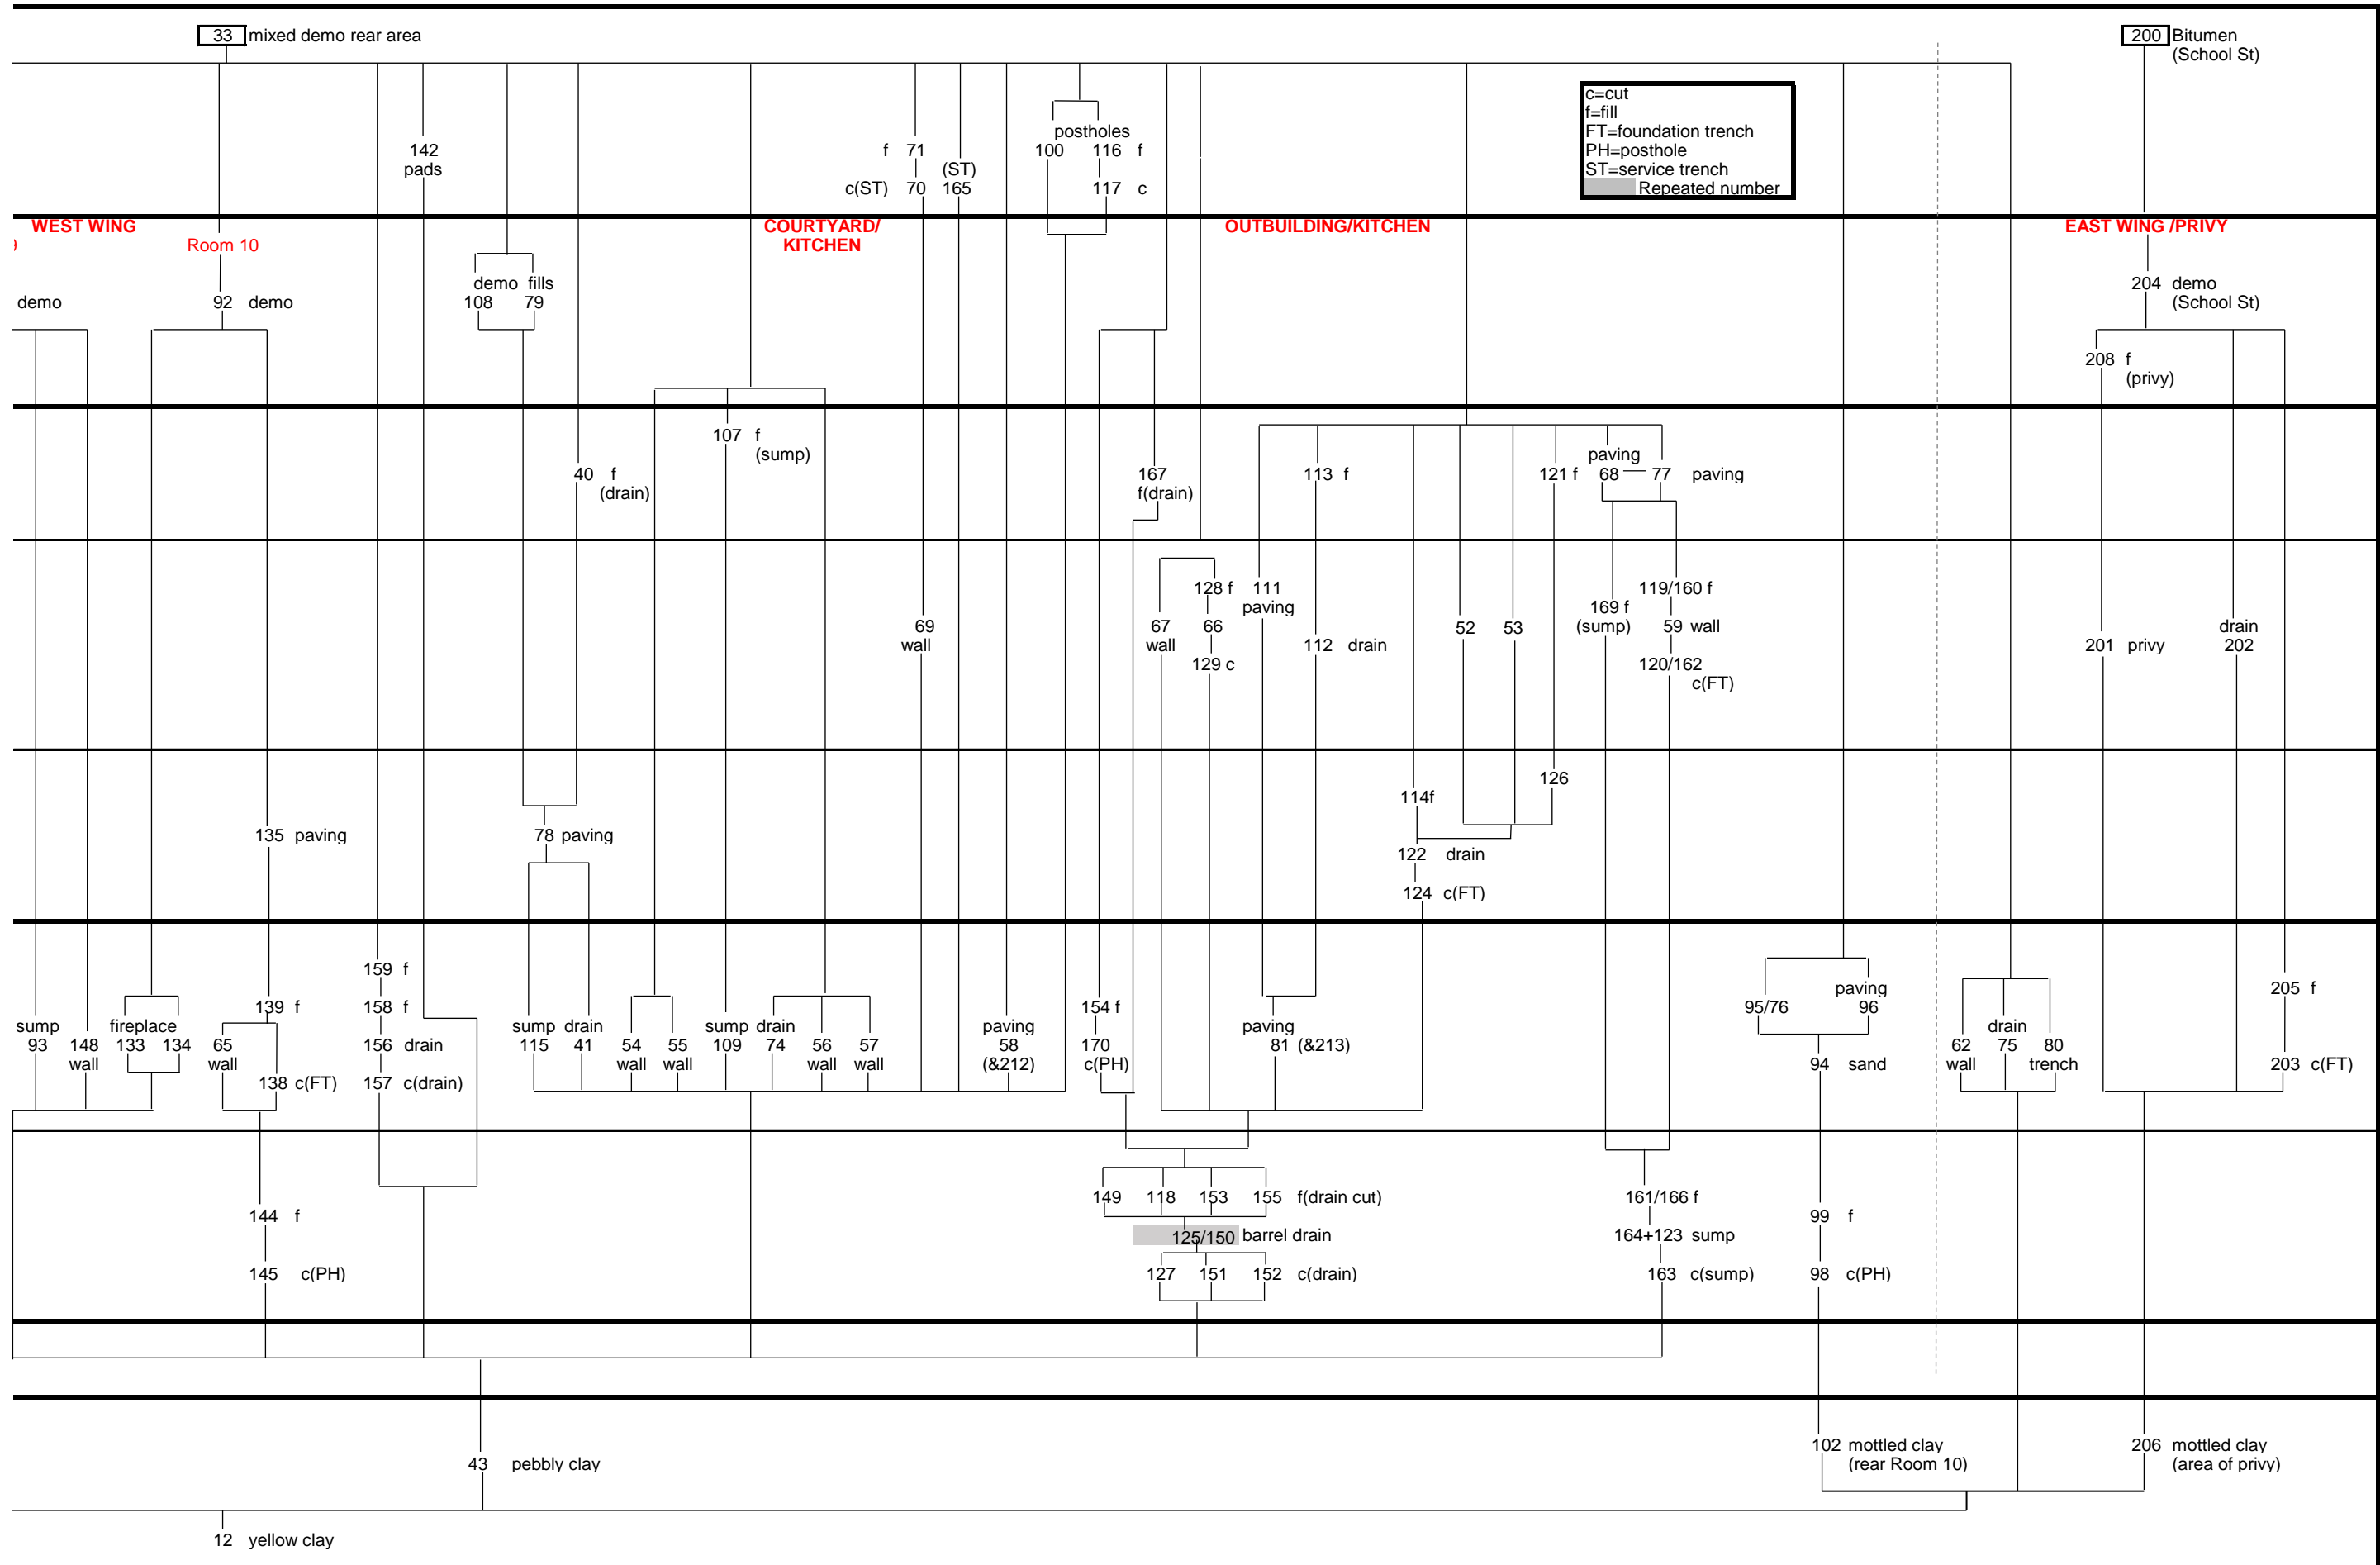 33 mixed demo rear area
200 Bitumen
(School St)
c=cut
f=fill
FT=foundation trench
PH=posthole
ST=service trench
Repeated number
postholes
142
pads
f 71
100 116 f
(ST)
c(ST) 70 165
117 c
WEST WING
9
Room 10
COURTYARD/
KITCHEN
OUTBUILDING/KITCHEN
EAST WING /PRIVY
demo
92 demo
demo fills
108 79
204 demo
(School St)
208 f
(privy)
107 f
(sump)
40 f
(drain)
167
f(drain)
113 f
121 f
paving
68 77 paving
128 f
111
paving
119/160 f
169 f
(sump)
69
wall
67
wall
66
52 53
59 wall
129 c
112 drain
120/162
c(FT)
201 privy
drain
202
126
114f
135 paving
78 paving
122 drain
124 c(FT)
159 f
139 f
158 f
154 f
95/76
paving
96
205 f
sump
93
148
wall
fireplace
133 134
65
wall
156 drain
sump drain
115 41
54
wall
55
wall
sump drain
109 74
56
wall
57
wall
paving
58
(&212)
170
c(PH)
paving
81 (&213)
94 sand
62
wall
drain
75
80
trench
138 c(FT)
157 c(drain)
203 c(FT)
149 118 153 155 f(drain cut)
161/166 f
144 f
99 f
125/150 barrel drain
164+123 sump
145 c(PH)
127 151 152 c(drain)
163 c(sump)
98 c(PH)
43 pebbly clay
102 mottled clay
(rear Room 10)
206 mottled clay
(area of privy)
12 yellow clay